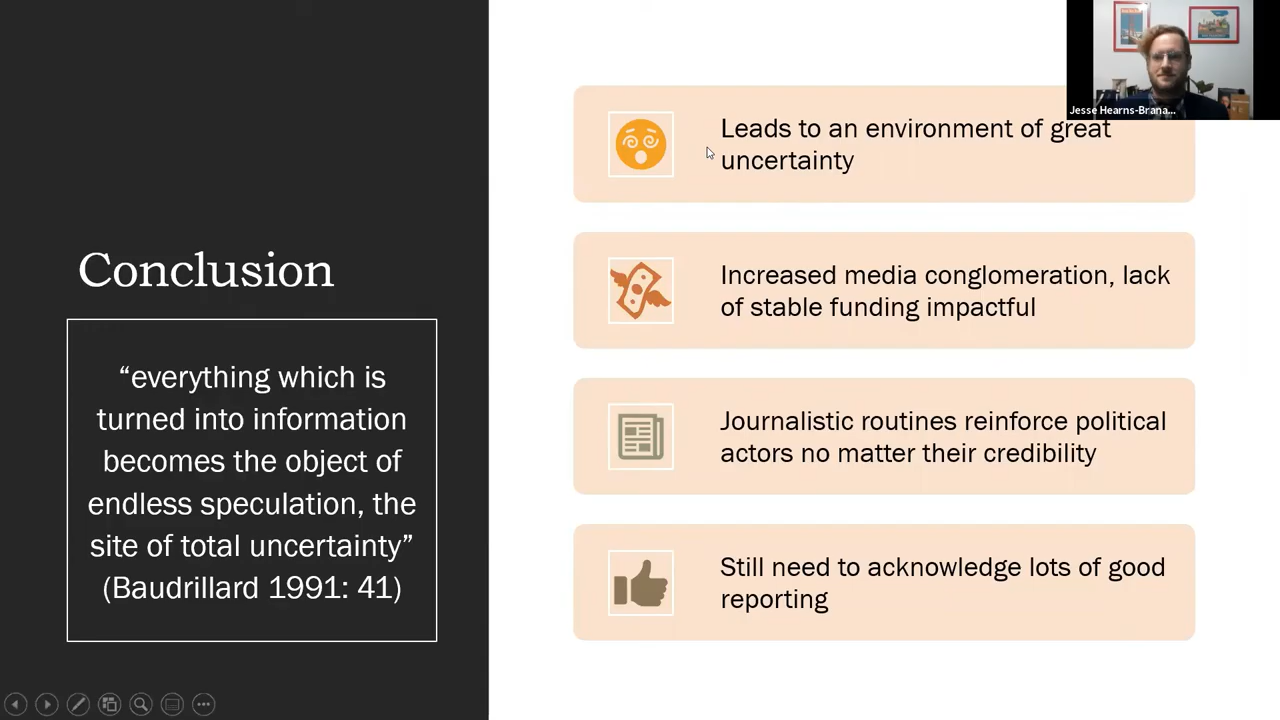 Conclusion
“everything which is
turned into information
becomes the object of
endless speculation, the
site of total uncertainty”
(Baudrillard 1991: 41)
Leads to an environment of great
uncertainty
Increased media conglomeration, lack
of stable funding impactful
Journalistic routines reinforce political
actors no matter their credibility
Still need to acknowledge lots of good
reporting
Jesse Hearns-Brana...